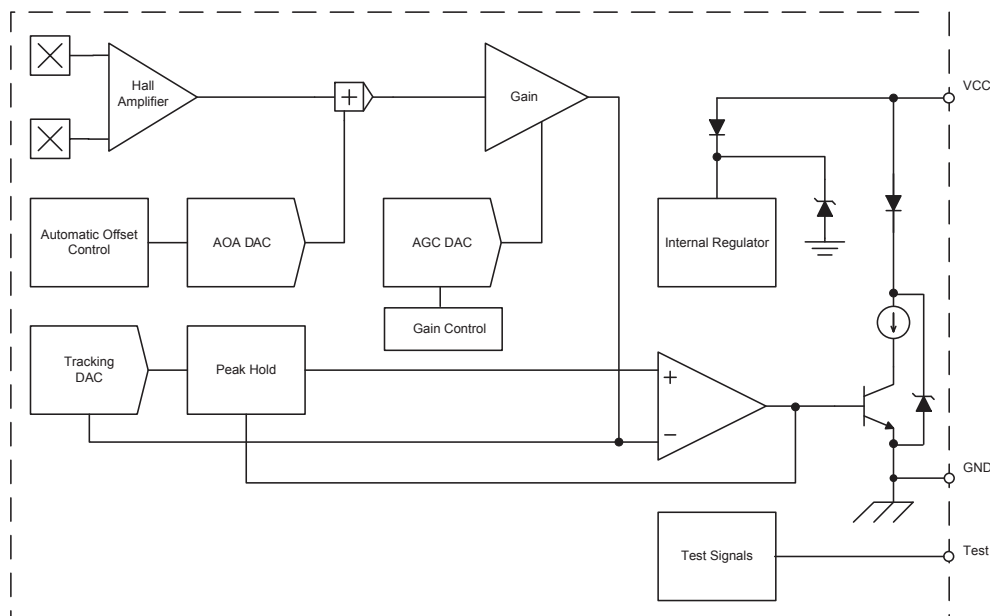 Hall
Amplifier
+
Gain
VCC
Automatic Offset
Control
AOA DAC
AGC DAC
Internal Regulator
Gain Control
Tracking
DAC
Peak Hold
+
−
GND
Test Signals
Test